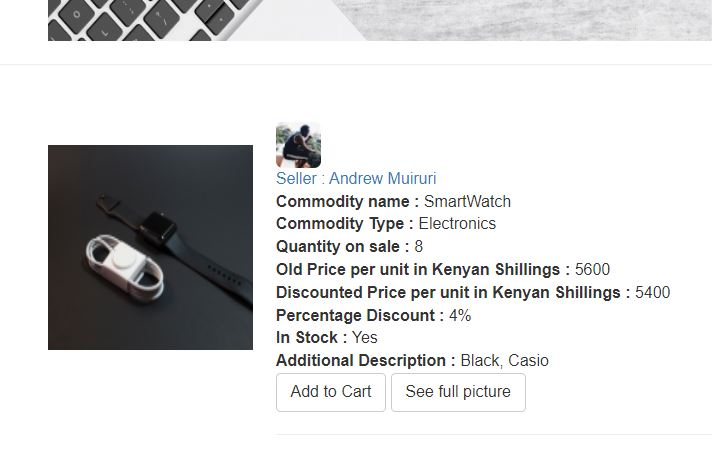 Seller : Andrew Muiruri
Commodity name : SmartWatch
Commodity Type : Electronics
Quantity on sale : 8
Old Price per unit in Kenyan Shillings : 5600
Discounted Price per unit in Kenyan Shillings : 5400
Percentage Discount : 4%
In Stock : Yes
Additional Description : Black, Casio
Add to Cart See full picture